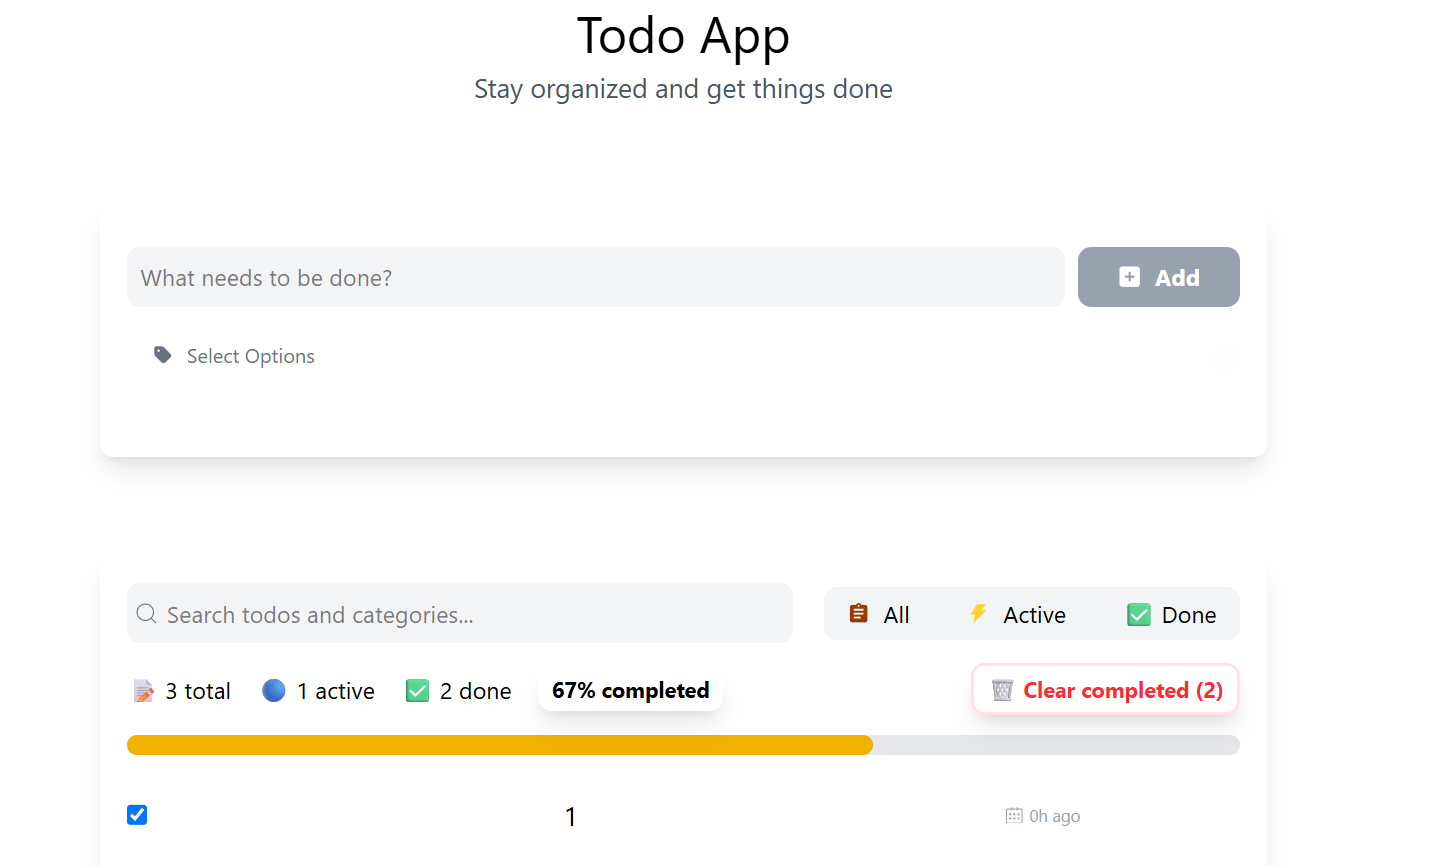 Todo App
Stay organized and get things done
What needs to be done?
Add
Select Options
Search todos and categories...
All Active Done
3 total 1 active 2 done 67% completed Clear completed (2)
1 0h ago